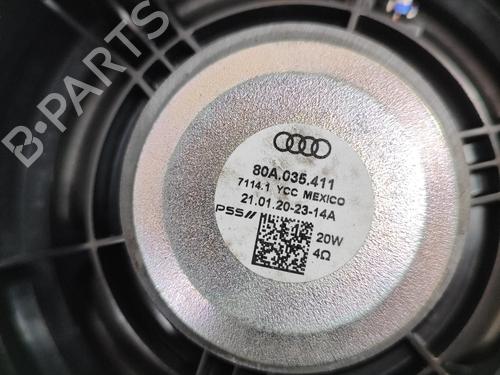 B-PARTS
80A.035.411
7114.1 YCC MEXICO
21.01.20-23-14A
PSS//
20W
4Ω